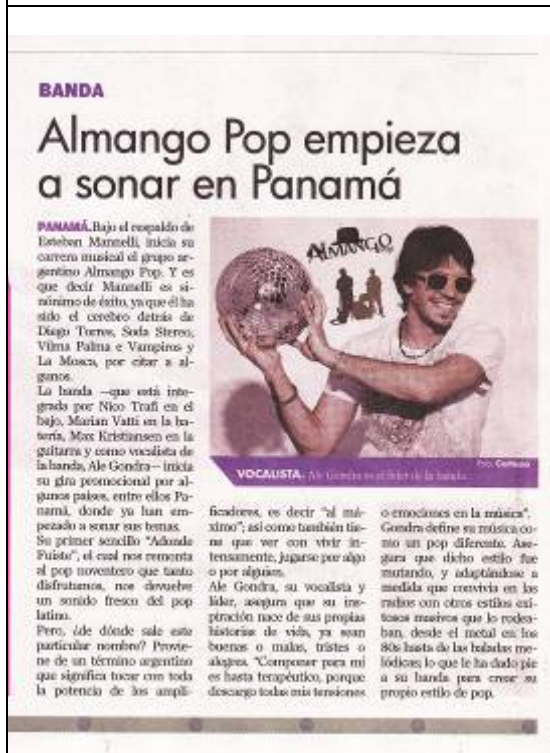 BANDA
Almango Pop empieza
a sonar en Panamá
PANAMÁ. Bajo el respaldo de
Esteban Mannelli, inicia su
carrera musical el grupo ar-
gentino Almango Pop. Y es
que decir Mannelli es si-
nónimo de éxito, ya que él ha
sido el cerebro detrás de
Diego Torres, Soda Stereo,
Vilma Palma e Vampiros y
La Mosca, por citar a al-
gunos.
La banda —que está inte-
grada por Nico Trafi en el
bajo, Marian Vatti en la ba-
tería, Max Kristiansen en la
guitarra y como vocalista de
la banda, Ale Gondra— inicia
su gira promocional por al-
gunos países, entre ellos Pa-
namá, donde ya han em-
pezado a sonar sus temas.
Su primer sencillo "Adonde
Fuiste", el cual nos remonta
al pop noventero que tanto
disfrutamos, nos devuelve
un sonido fresco del pop
latino.
Pero, ¿de dónde sale este
particular nombre? Provie-
ne de un término argentino
que significa tocar con toda
la potencia de los ampli-
ALMANGO
VOCALISTA. Ale Gondra es el líder de la banda.
Foto: Cortesía
ficadores, es decir "al má-
ximo"; así como también tie-
ne que ver con vivir in-
tensamente, jugarse por algo
o por alguien.
Ale Gondra, su vocalista y
líder, asegura que su ins-
piración nace de sus propias
historias de vida, ya sean
buenas o malas, tristes o
alegres. "Componer para mí
es hasta terapéutico, porque
descargo todas mis tensiones
o emociones en la música".
Gondra define su música co-
mo un pop diferente. Ase-
gura que dicho estilo fue
mutando, y adaptándose a
medida que convivía en las
radios con otros estilos exi-
tosos masivos que lo rodea-
ban, desde el metal en los
80s hasta de las baladas me-
lódicas; lo que le ha dado pie
a su banda para crear su
propio estilo de pop.